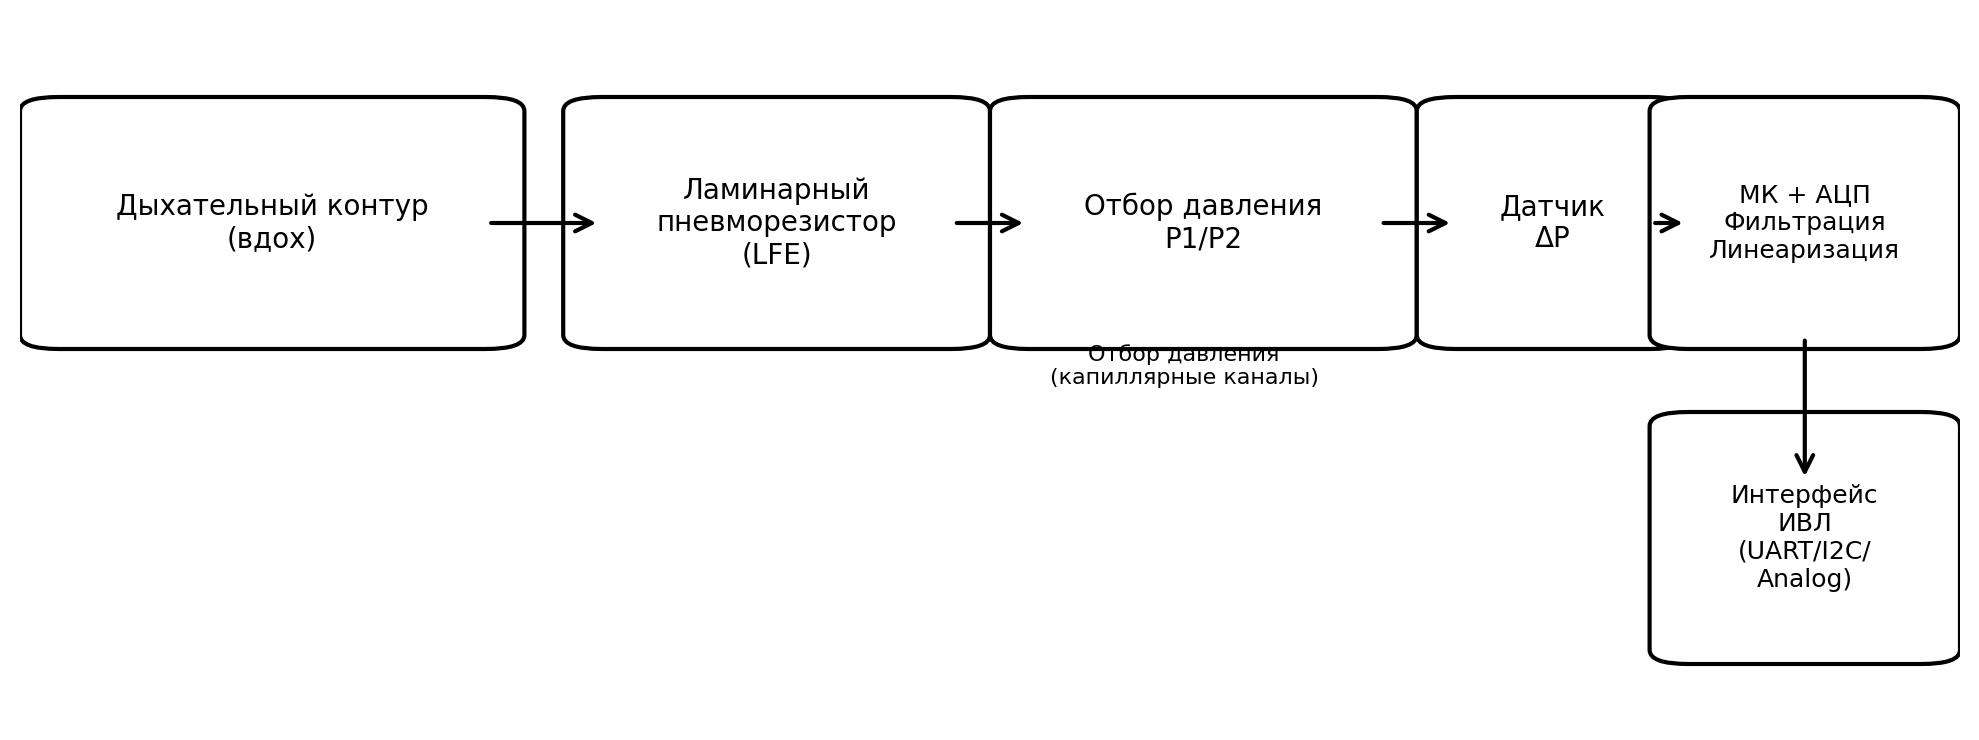 Дыхательный контур
(вдох)
Ламинарный
пневморезистор
(LFE)
Отбор давления
P1/P2
Датчик
ΔP
МК + АЦП
Фильтрация
Линеаризация
Отбор давления
(капиллярные каналы)
Интерфейс
ИВЛ
(UART/I2C/
Analog)